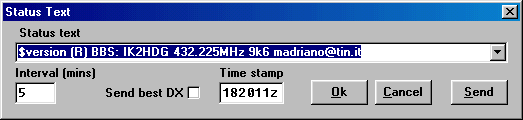 Status Text
Status text
$version (R) BBS: IK2HDG 432.225MHz 9k6 madriano@tin.it
Interval (mins) Time stamp
5 Send best DX 182011z Ok Cancel Send